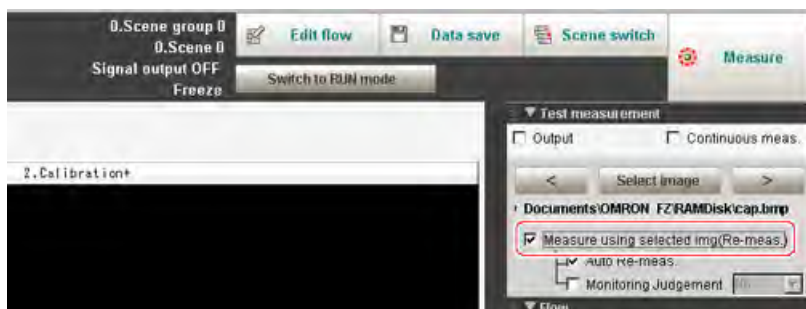 0.Scene group 0
0.Scene 0
Signal output OFF
Freeze
Edit flow
Data save
Scene switch
Measure
Switch to RUN mode
▼ Test measurement
Output
Continuous meas.
2.Calibration+
<
Select image
>
Documents\OMRON FZ\RAMDisk\cap.bmp
Measure using selected img(Re-meas.)
Auto Re-meas.
Monitoring Judgement
▼ Flow